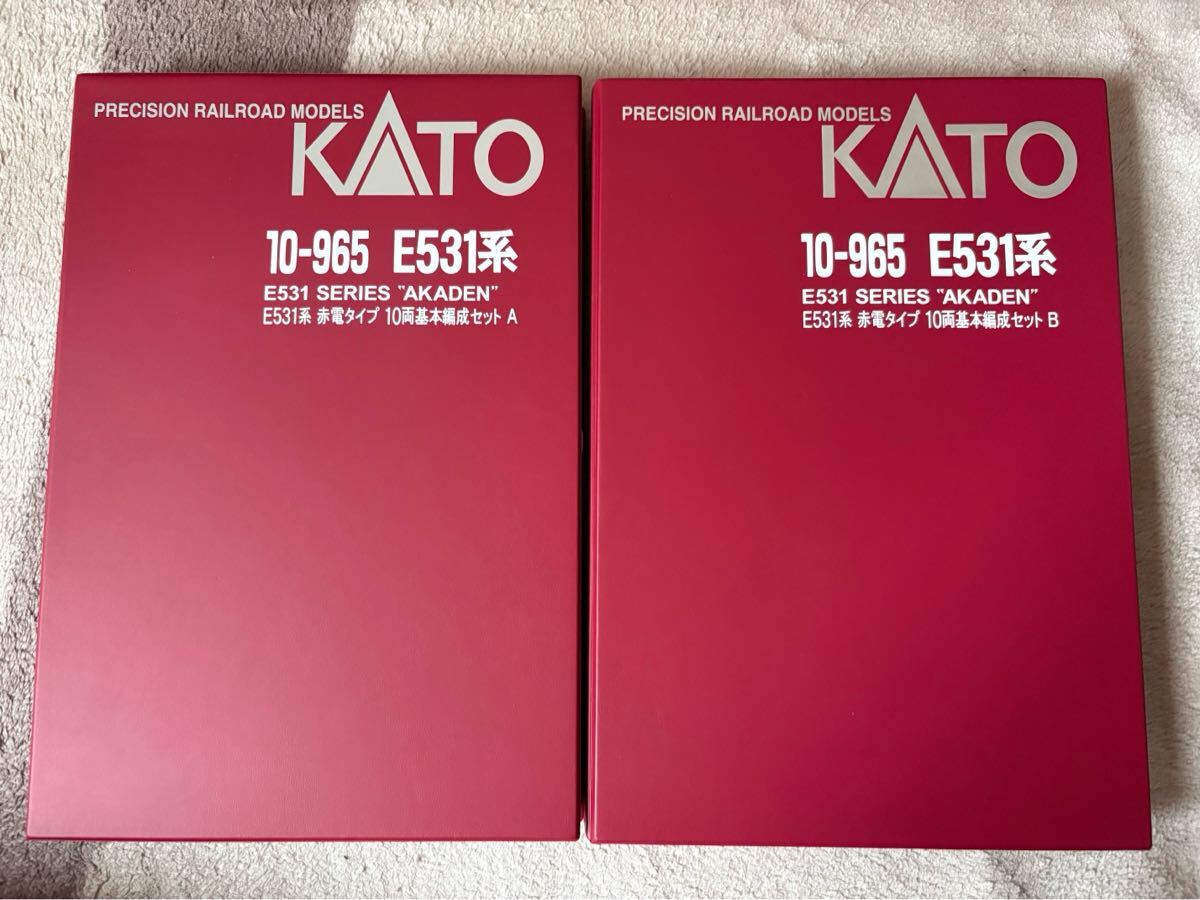 PRECISION RAILROAD MODELS
KATO
10-965 E531系
E531 SERIES "AKADEN"
E531系 赤電タイプ 10両基本編成セット A
PRECISION RAILROAD MODELS
KATO
10-965 E531系
E531 SERIES "AKADEN"
E531系 赤電タイプ 10両基本編成セット B